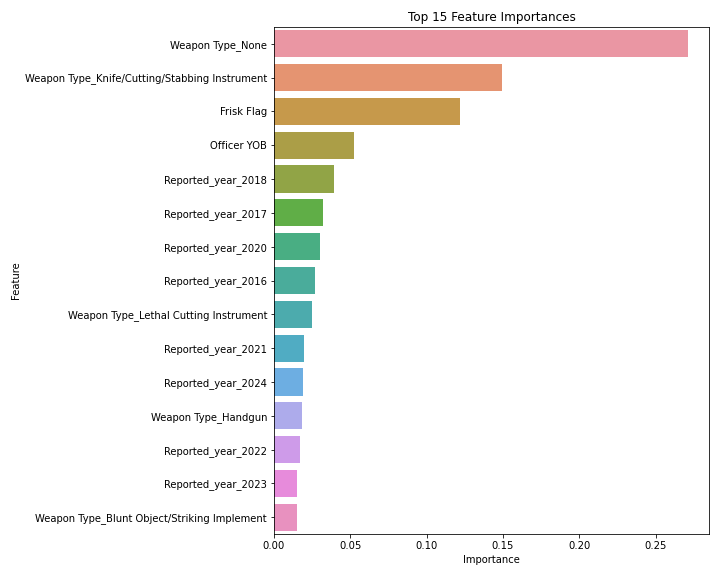 Top 15 Feature Importances
Weapon Type_None
Weapon Type_Knife/Cutting/Stabbing Instrument
Frisk Flag
Officer YOB
Reported_year_2018
Reported_year_2017
Reported_year_2020
Reported_year_2016
Weapon Type_Lethal Cutting Instrument
Reported_year_2021
Reported_year_2024
Weapon Type_Handgun
Reported_year_2022
Reported_year_2023
Weapon Type_Blunt Object/Striking Implement
Feature
0.00 0.05 0.10 0.15 0.20 0.25
Importance